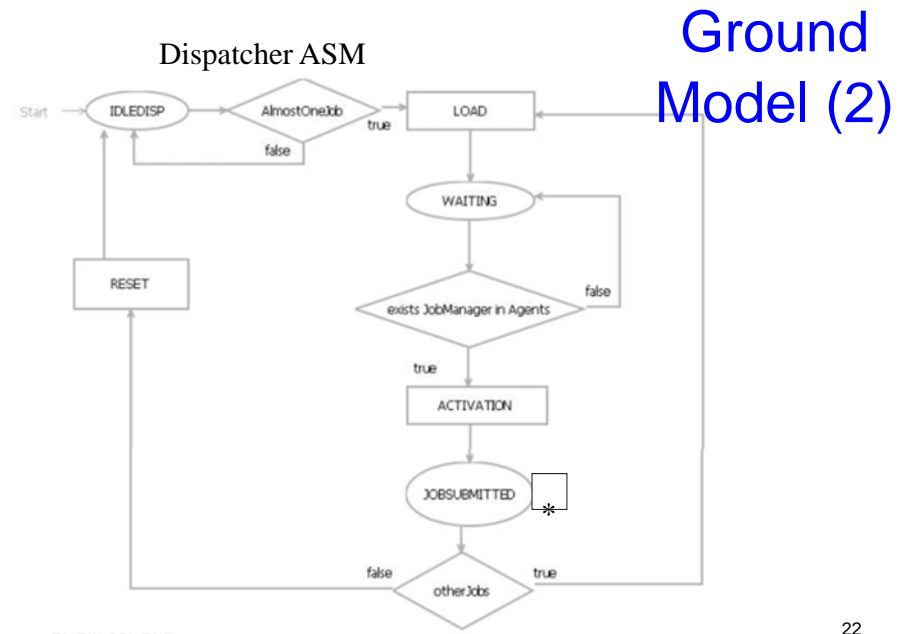 Ground
Model (2)
Dispatcher ASM
Start
IDLEDISP
AlmostOneJob
true
LOAD
false
WAITING
RESET
false
exists JobManager in Agents
true
ACTIVATION
JOBSUBMITTED
*
false
otherJobs
true
22